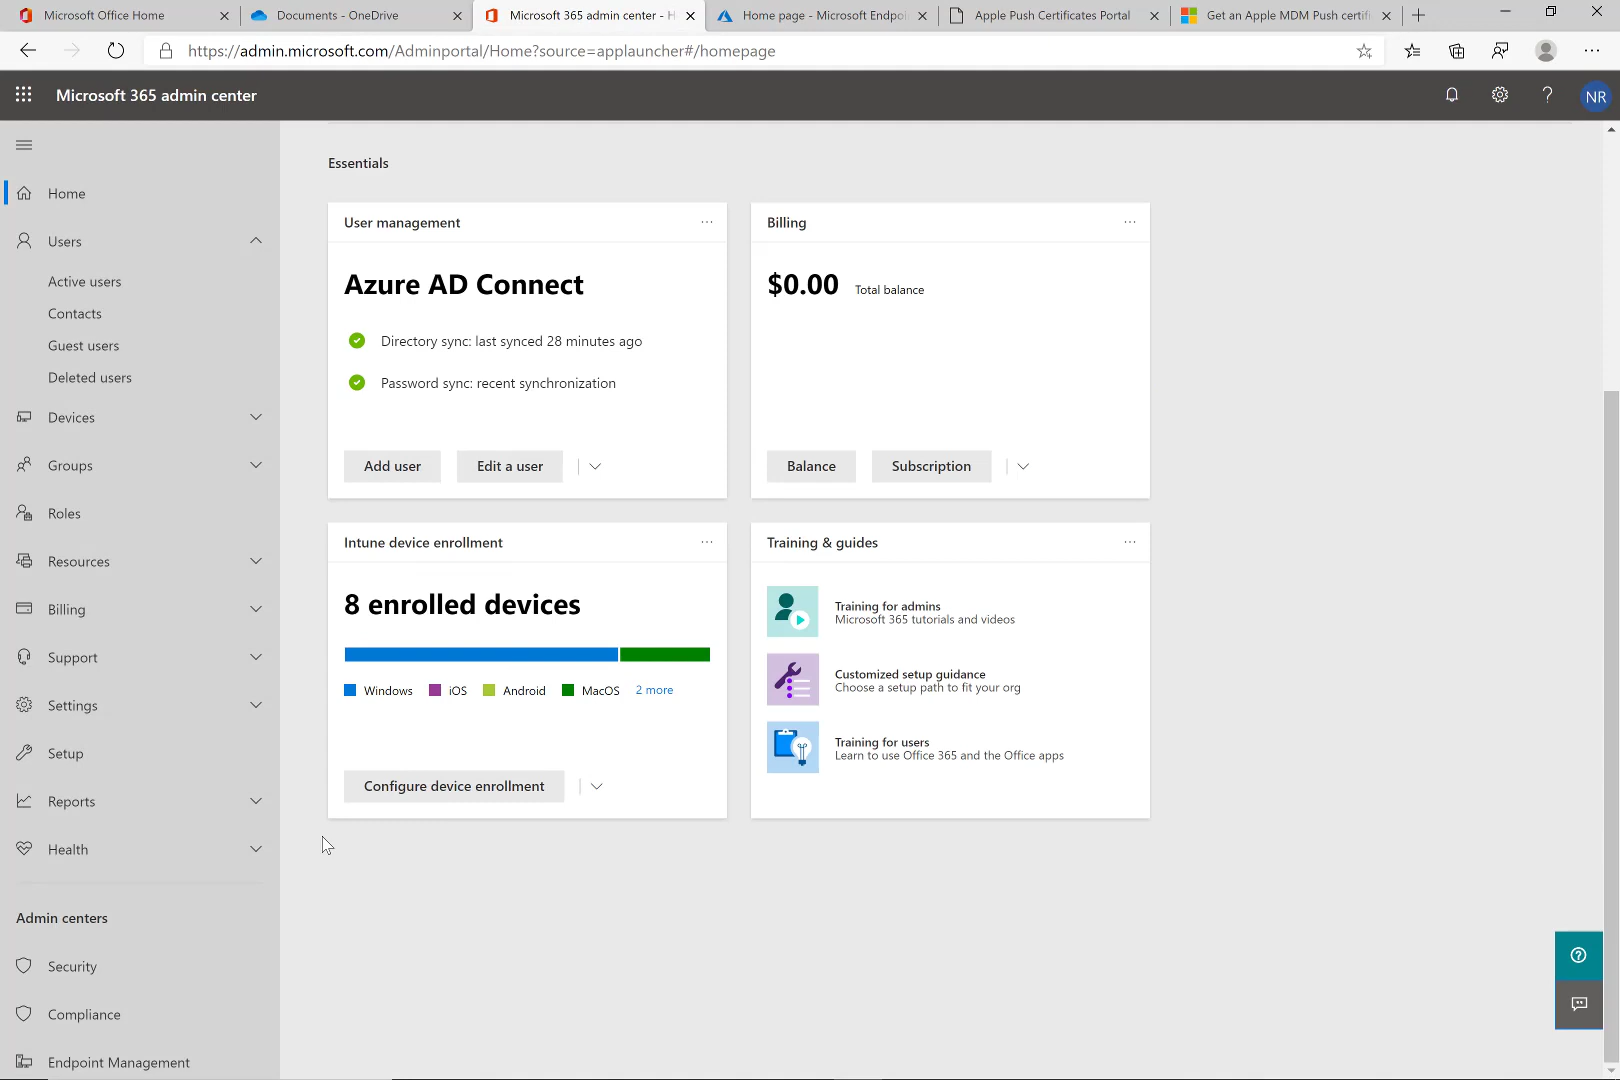 Microsoft Office Home
Documents - OneDrive
Microsoft 365 admin center - H
Home page - Microsoft Endpoi
Apple Push Certificates Portal
Get an Apple MDM Push certifi
https://admin.microsoft.com/Adminportal/Home?source=applauncher#/homepage
Microsoft 365 admin center
NR
Home
Users
Active users
Contacts
Guest users
Deleted users
Devices
Groups
Roles
Resources
Billing
Support
Settings
Setup
Reports
Health
Admin centers
Security
Compliance
Endpoint Management
Essentials
User management
Azure AD Connect
Directory sync: last synced 28 minutes ago
Password sync: recent synchronization
Add user
Edit a user
Billing
$0.00 Total balance
Balance
Subscription
Intune device enrollment
8 enrolled devices
Windows iOS Android MacOS 2 more
Configure device enrollment
Training & guides
Training for admins
Microsoft 365 tutorials and videos
Customized setup guidance
Choose a setup path to fit your org
Training for users
Learn to use Office 365 and the Office apps